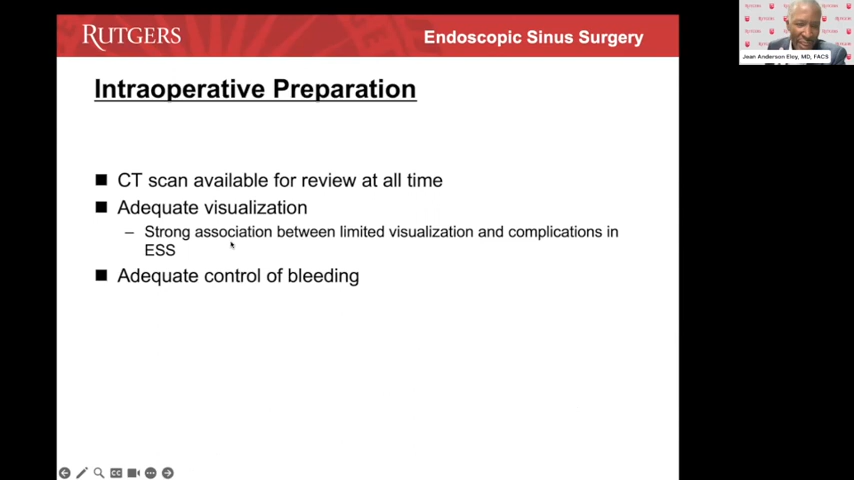 RUTGERS
Endoscopic Sinus Surgery
Jean Anderson Eloy, MD, FACS
Intraoperative Preparation
CT scan available for review at all time
Adequate visualization
– Strong association between limited visualization and complications in
ESS
Adequate control of bleeding
CC